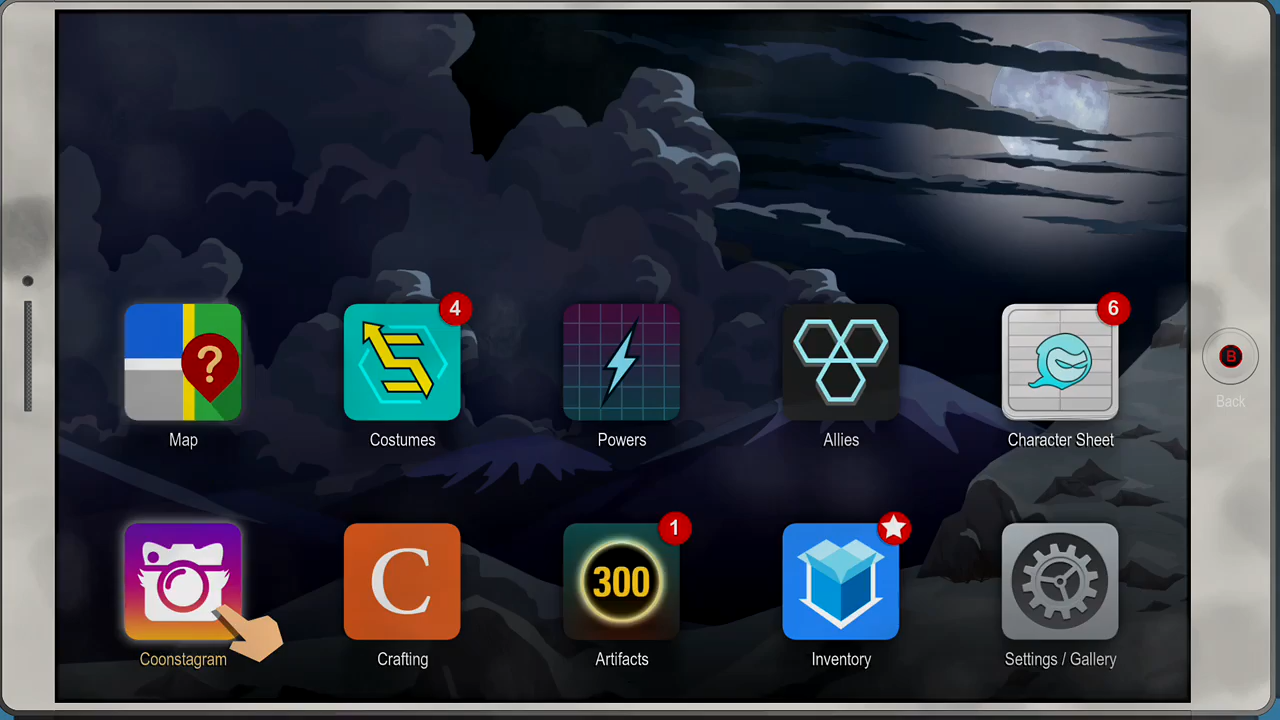 4
6
?
Map
Costumes
Powers
Allies
Character Sheet
B
Back
1
C
300
Coonstagram
Crafting
Artifacts
Inventory
Settings / Gallery